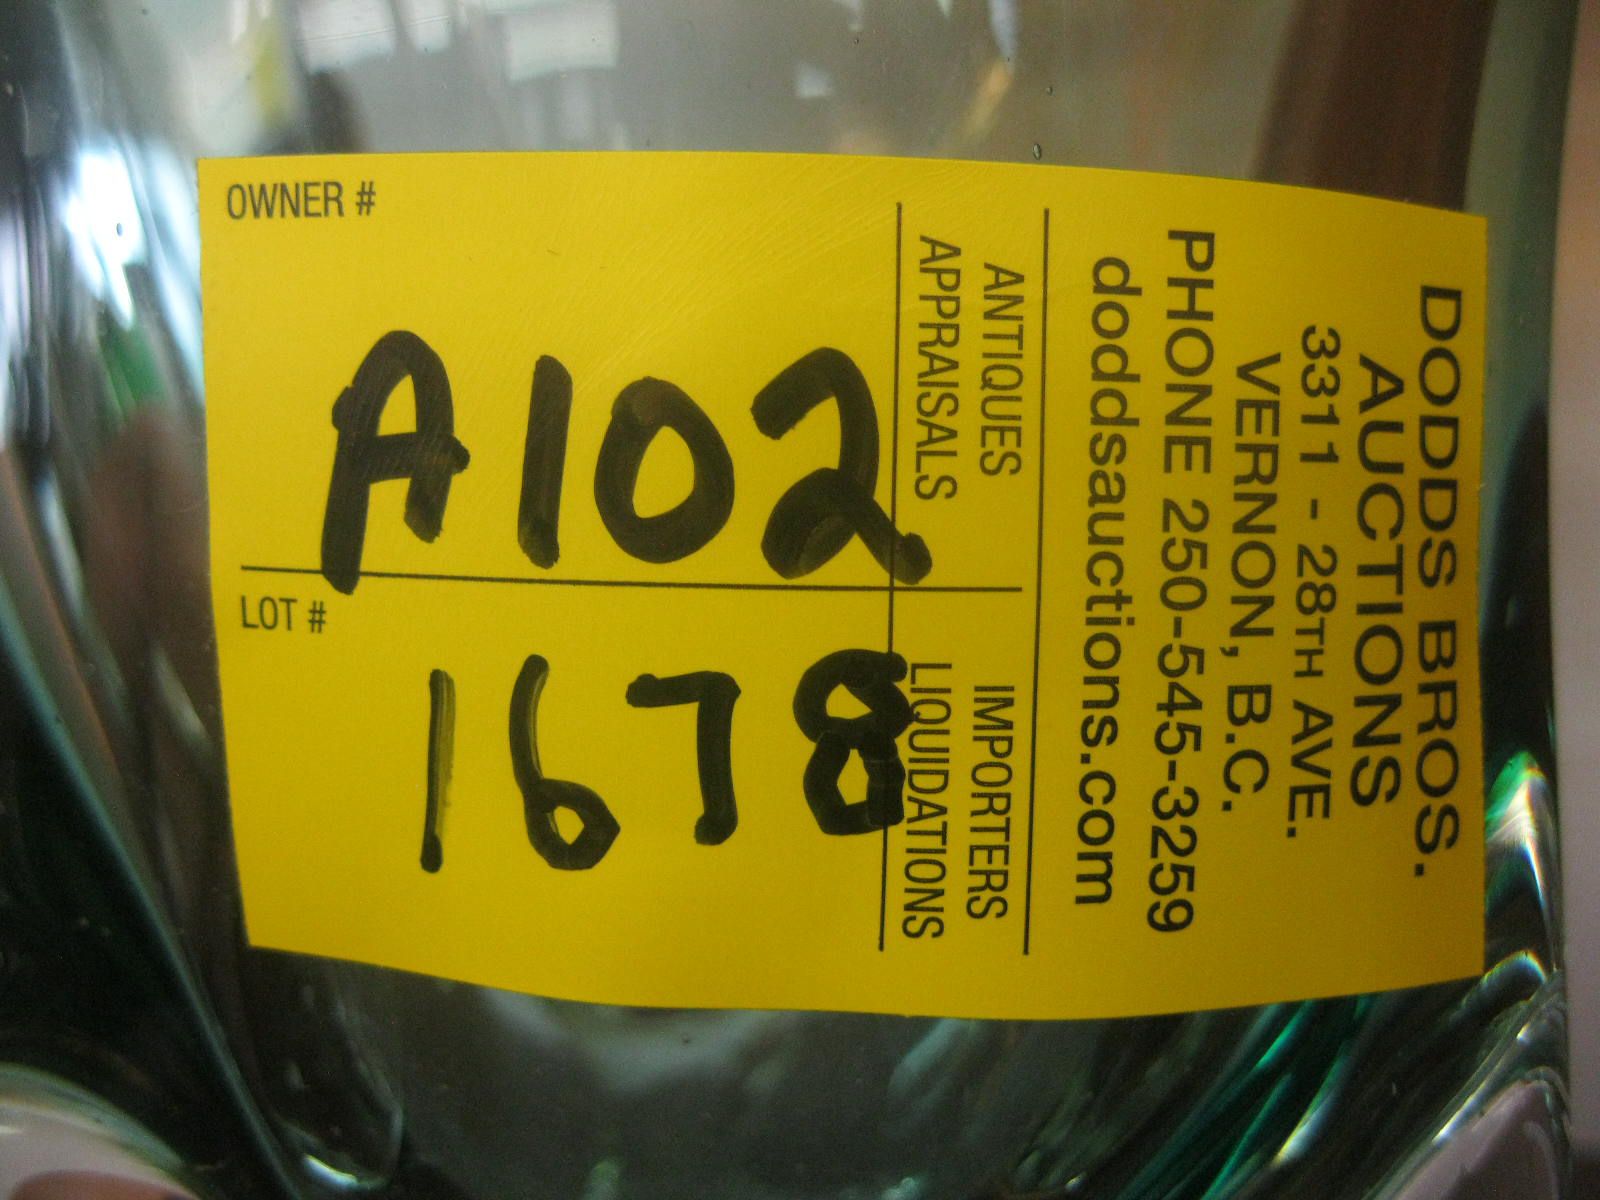 DODDS BROS.
AUCTIONS
3311 - 28TH AVE.
VERNON, B.C.
PHONE 250-545-3259
doddsauctions.com
ANTIQUES
APPRAISALS
IMPORTERS
LIQUIDATIONS
OWNER #
A102
LOT #
1678